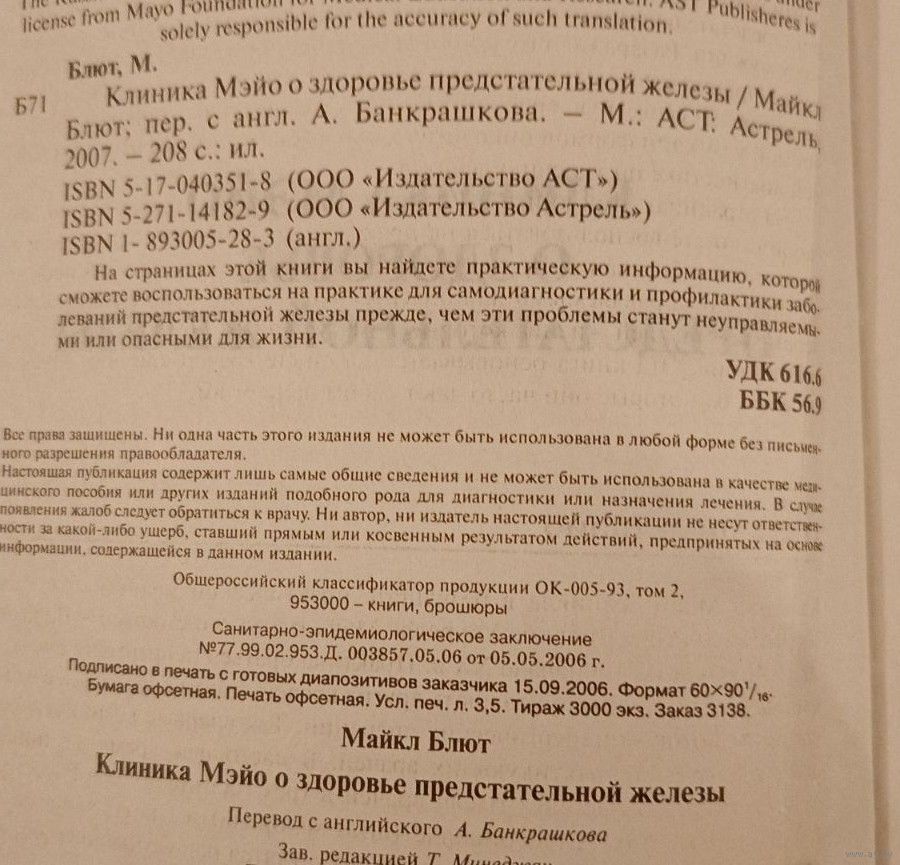 license from Mayo Foundation for Medical Education and Research. AST Publisheres is
solely responsible for the accuracy of such translation.
Блют, М.
Б71 Клиника Мэйо о здоровье предстательной железы / Майкл
Блют; пер. с англ. А. Банкрашкова. — М.: АСТ: Астрель,
2007. — 208 с.: ил.
ISBN 5-17-040351-8 (ООО «Издательство АСТ»)
ISBN 5-271-14182-9 (ООО «Издательство Астрель»)
ISBN 1- 893005-28-3 (англ.)
На страницах этой книги вы найдете практическую информацию, которой
сможете воспользоваться на практике для самодиагностики и профилактики забо-
леваний предстательной железы прежде, чем эти проблемы станут неуправляемы-
ми или опасными для жизни.
УДК 616.6
ББК 56.9
Все права защищены. Ни одна часть этого издания не может быть использована в любой форме без письмен-
ного разрешения правообладателя.
Настоящая публикация содержит лишь самые общие сведения и не может быть использована в качестве меди-
цинского пособия или других изданий подобного рода для диагностики или назначения лечения. В случае
появления жалоб следует обратиться к врачу. Ни автор, ни издатель настоящей публикации не несут ответствен-
ности за какой-либо ущерб, ставший прямым или косвенным результатом действий, предпринятых на основе
информации, содержащейся в данном издании.
Общероссийский классификатор продукции ОК-005-93, том 2,
953000 – книги, брошюры
Санитарно-эпидемиологическое заключение
№77.99.02.953.Д. 003857.05.06 от 05.05.2006 г.
Подписано в печать с готовых диапозитивов заказчика 15.09.2006. Формат 60×90¹/₁₆.
Бумага офсетная. Печать офсетная. Усл. печ. л. 3,5. Тираж 3000 экз. Заказ 3138.
Майкл Блют
Клиника Мэйо о здоровье предстательной железы
Перевод с английского А. Банкрашкова
Зав. редакцией Т.